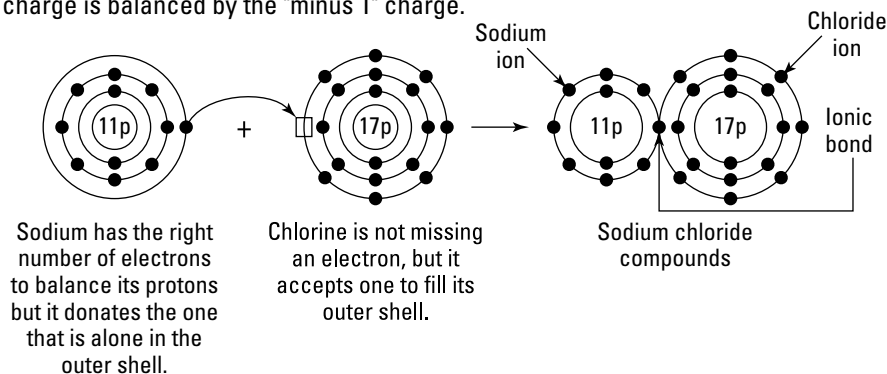 charge is balanced by the "minus 1" charge.
Sodium
ion
Chloride
ion
11p
+
17p
11p
17p
Ionic
bond
Sodium has the right
number of electrons
to balance its protons
but it donates the one
that is alone in the
outer shell.
Chlorine is not missing
an electron, but it
accepts one to fill its
outer shell.
Sodium chloride
compounds